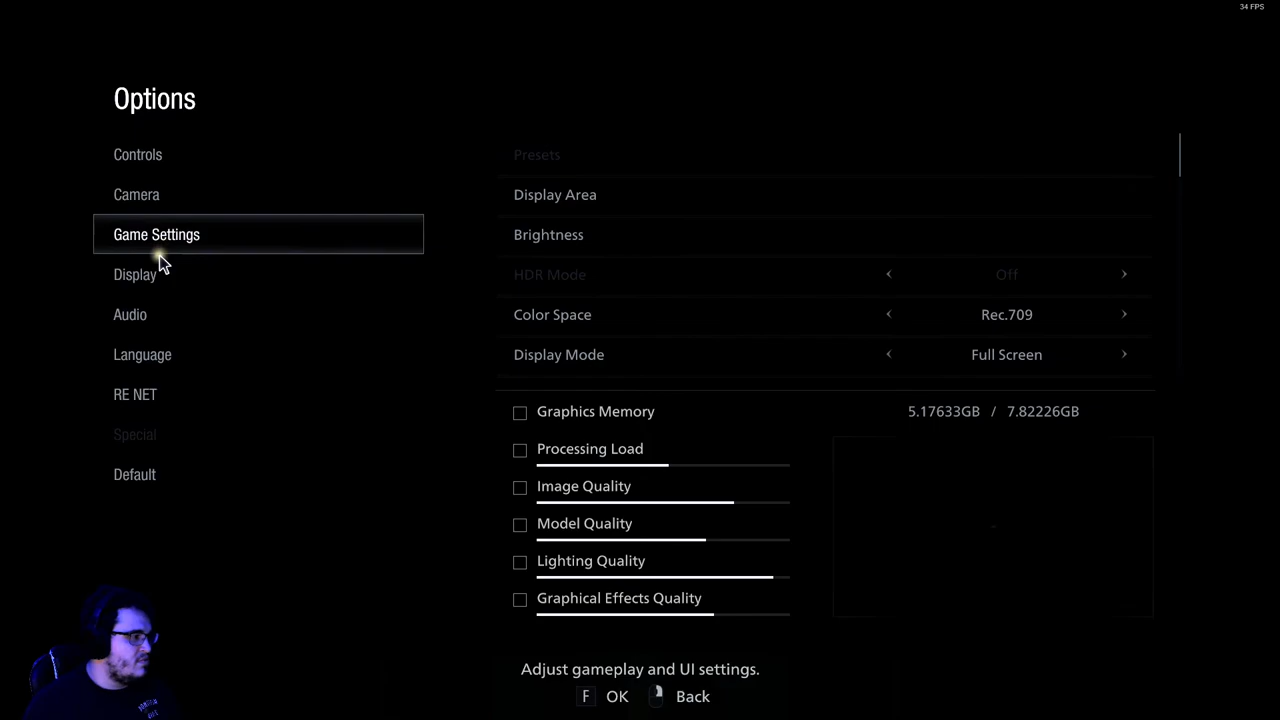 34 FPS
Options
Controls
Camera
Game Settings
Display
Audio
Language
RE NET
Special
Default
Presets
Display Area
Brightness
HDR Mode Off
Color Space Rec.709
Display Mode Full Screen
Graphics Memory 5.17633GB / 7.82226GB
Processing Load
Image Quality
Model Quality
Lighting Quality
Graphical Effects Quality
Adjust gameplay and UI settings.
F OK Back